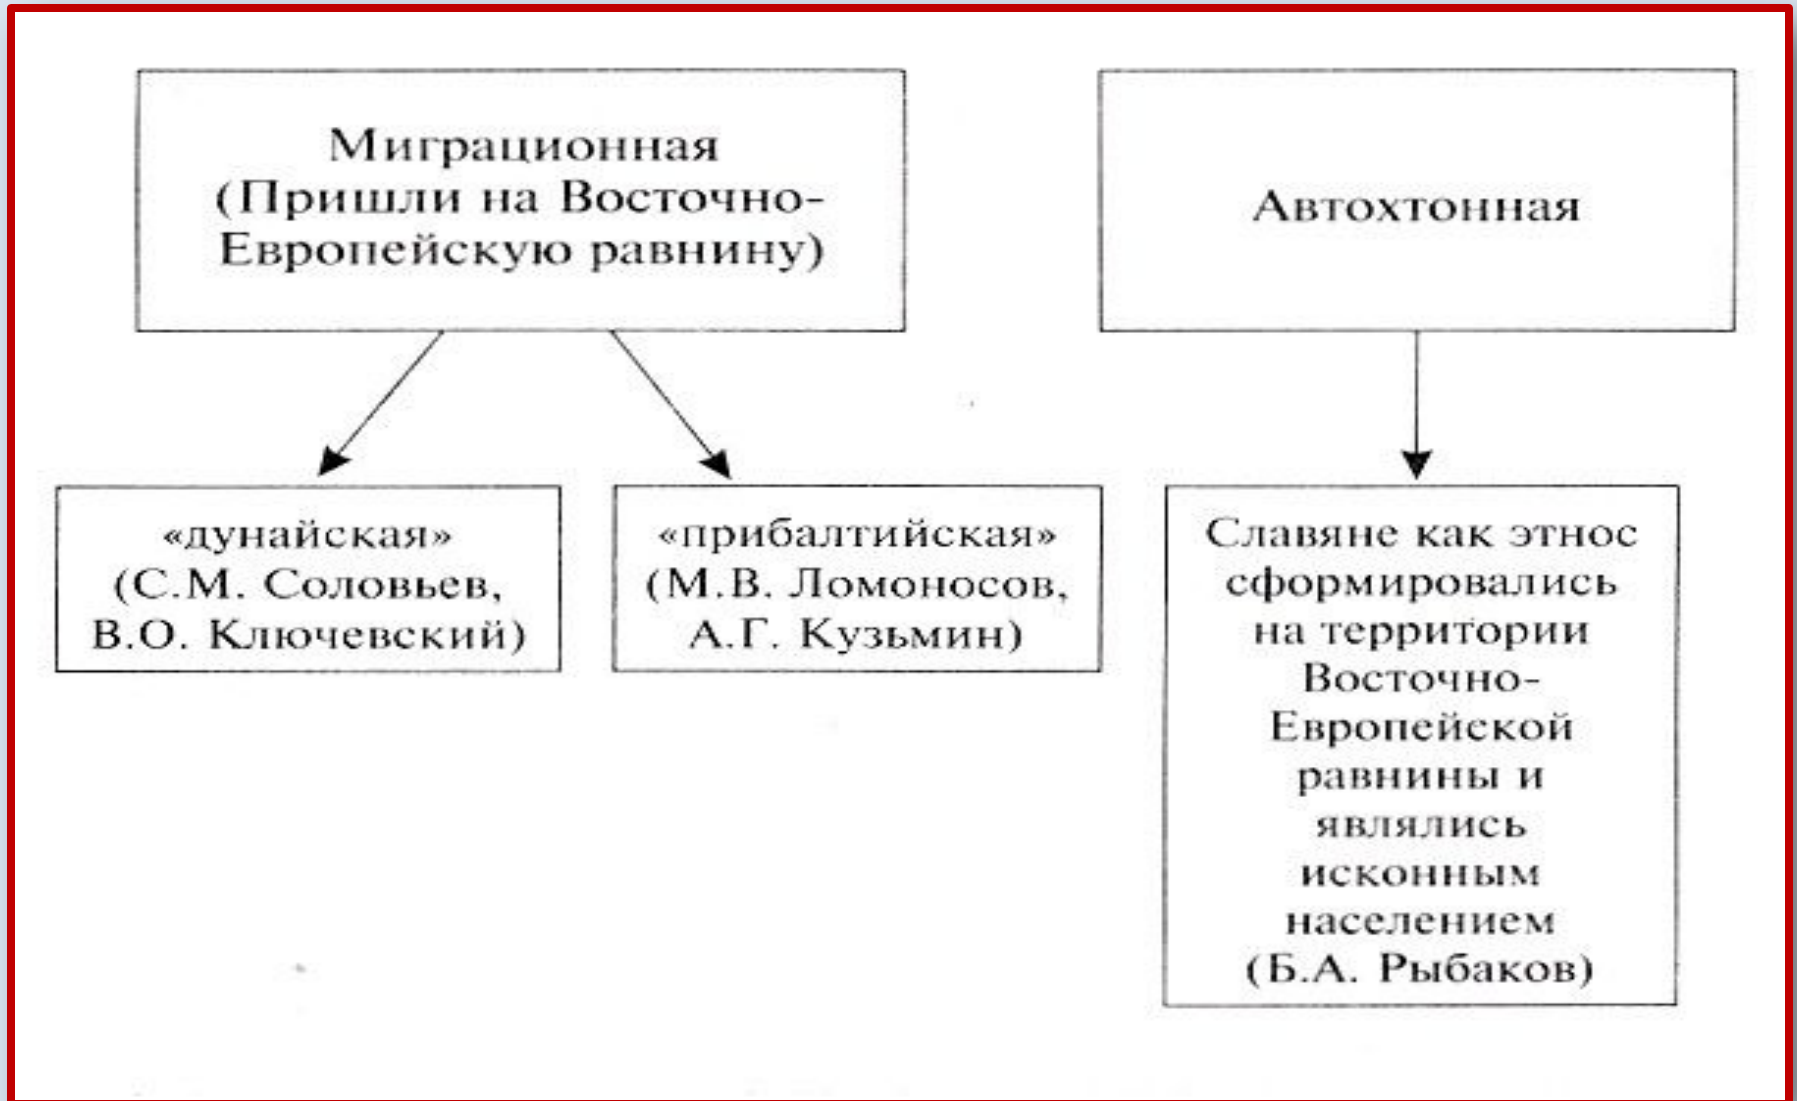 Миграционная
(Пришли на Восточно-
Европейскую равнину)
Автохтонная
«дунайская»
(С.М. Соловьев,
В.О. Ключевский)
«прибалтийская»
(М.В. Ломоносов,
А.Г. Кузьмин)
Славяне как этнос
сформировались
на территории
Восточно-
Европейской
равнины и
являлись
исконным
населением
(Б.А. Рыбаков)